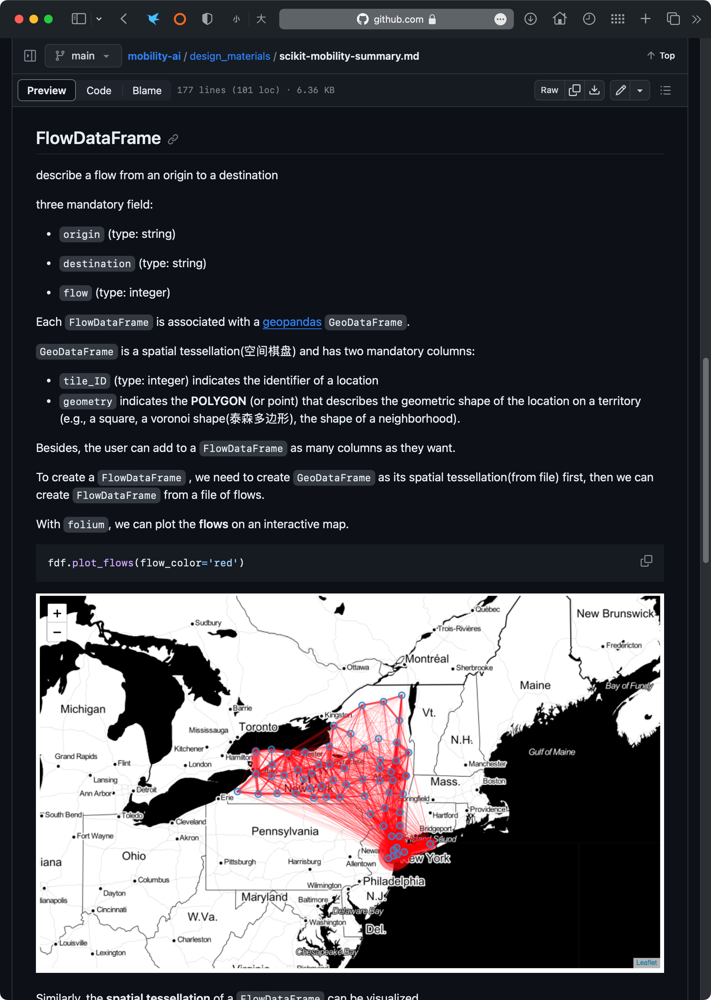 小 大 github.com
main mobility-ai / design_materials / scikit-mobility-summary.md Top
Preview Code Blame 177 lines (101 loc) · 6.36 KB Raw
FlowDataFrame
describe a flow from an origin to a destination
three mandatory field:
• origin (type: string)
• destination (type: string)
• flow (type: integer)
Each FlowDataFrame is associated with a geopandas GeoDataFrame .
GeoDataFrame is a spatial tessellation(空间棋盘) and has two mandatory columns:
• tile_ID (type: integer) indicates the identifier of a location
• geometry indicates the POLYGON (or point) that describes the geometric shape of the location on a territory
(e.g., a square, a voronoi shape(泰森多边形), the shape of a neighborhood).
Besides, the user can add to a FlowDataFrame as many columns as they want.
To create a FlowDataFrame , we need to create GeoDataFrame as its spatial tessellation(from file) first, then we can
create FlowDataFrame from a file of flows.
With folium , we can plot the flows on an interactive map.
fdf.plot_flows(flow_color='red')
+
−
Québec
New Brunswick
Sudbury
Trois-Rivières
Fredericton
Montréal
Ottawa
Sherbrooke
Maine
Bay of Fundy
Michigan
Barrie
Kingston
Vt.
Toronto
Mississauga
N.H.
Kitchener
Gulf of Maine
Grand Rapids
Hamilton
Rochester
Syracuse
Flint
London
Manchester
Buffalo
Lansing
Mass.
Boston
Ann Arbor
Detroit
New York
Erie
Springfield
Providence
South Bend
Toledo
Hartford
Cleveland
Pennsylvania
Bridgeport
Fort Wayne
Akron
Island Sound
Newark
Ohio
New York
iana
Pittsburgh
Harrisburg
Allentown
Columbus
Philadelphia
Wilmington
Dayton
Maryland
Baltimore
N.J.
dianapolis
Cincinnati
Delaware Bay
W.Va.
Washington
Del.
Charleston
Louisville
Lexington
Chesapeake Bay
Virginia
Richmond
Leaflet
Similarly, the spatial tessellation of a FlowDataFrame can be visualized